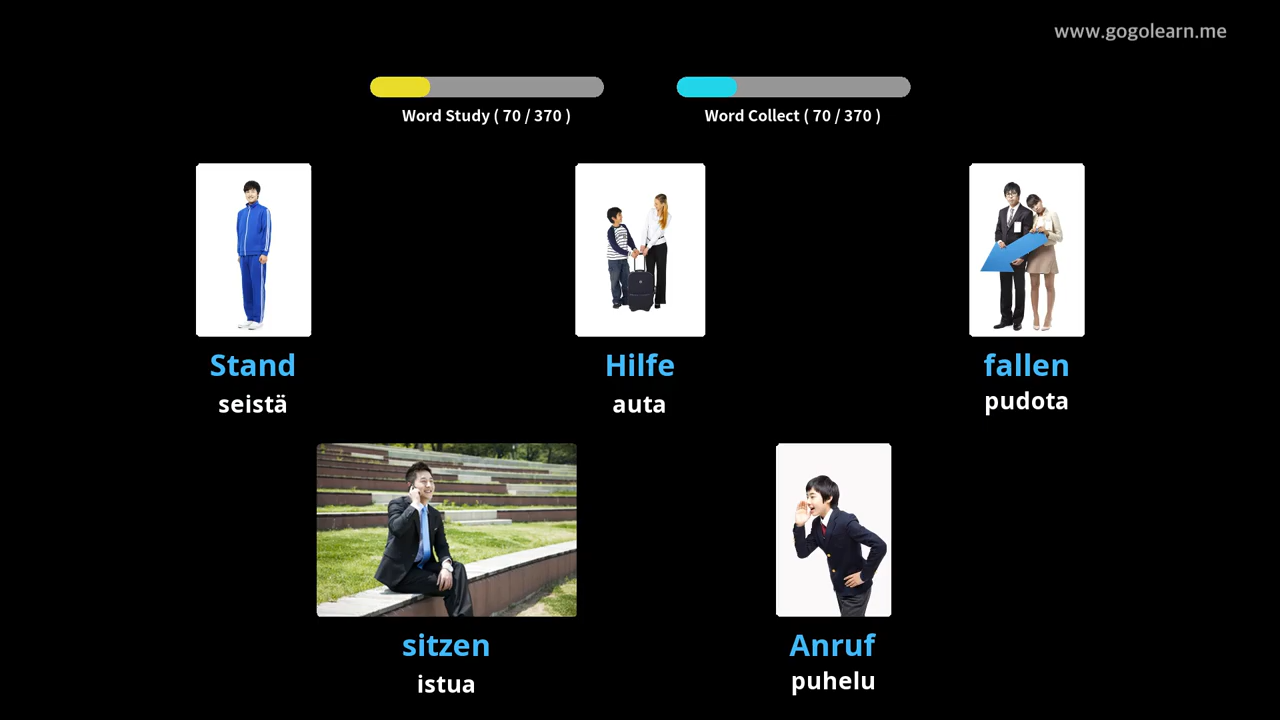 www.gogolearn.me
Word Study ( 70 / 370 )
Word Collect ( 70 / 370 )
Stand
seistä
Hilfe
auta
fallen
pudota
sitzen
istua
Anruf
puhelu